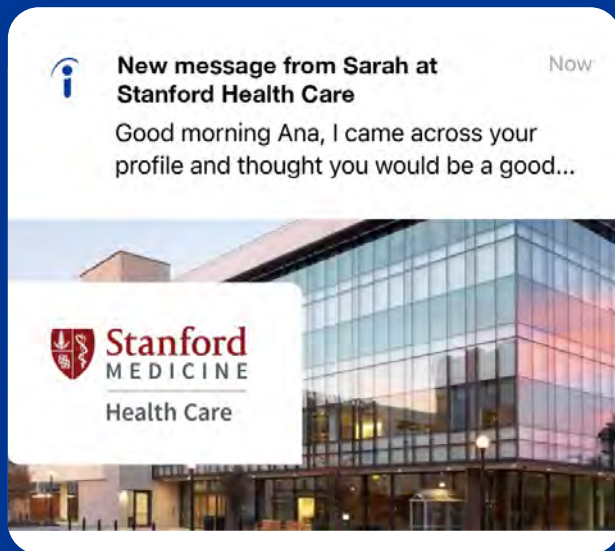 New message from Sarah at
Now
Stanford Health Care
Good morning Ana, I came across your
profile and thought you would be a good...
Stanford
MEDICINE
Health Care